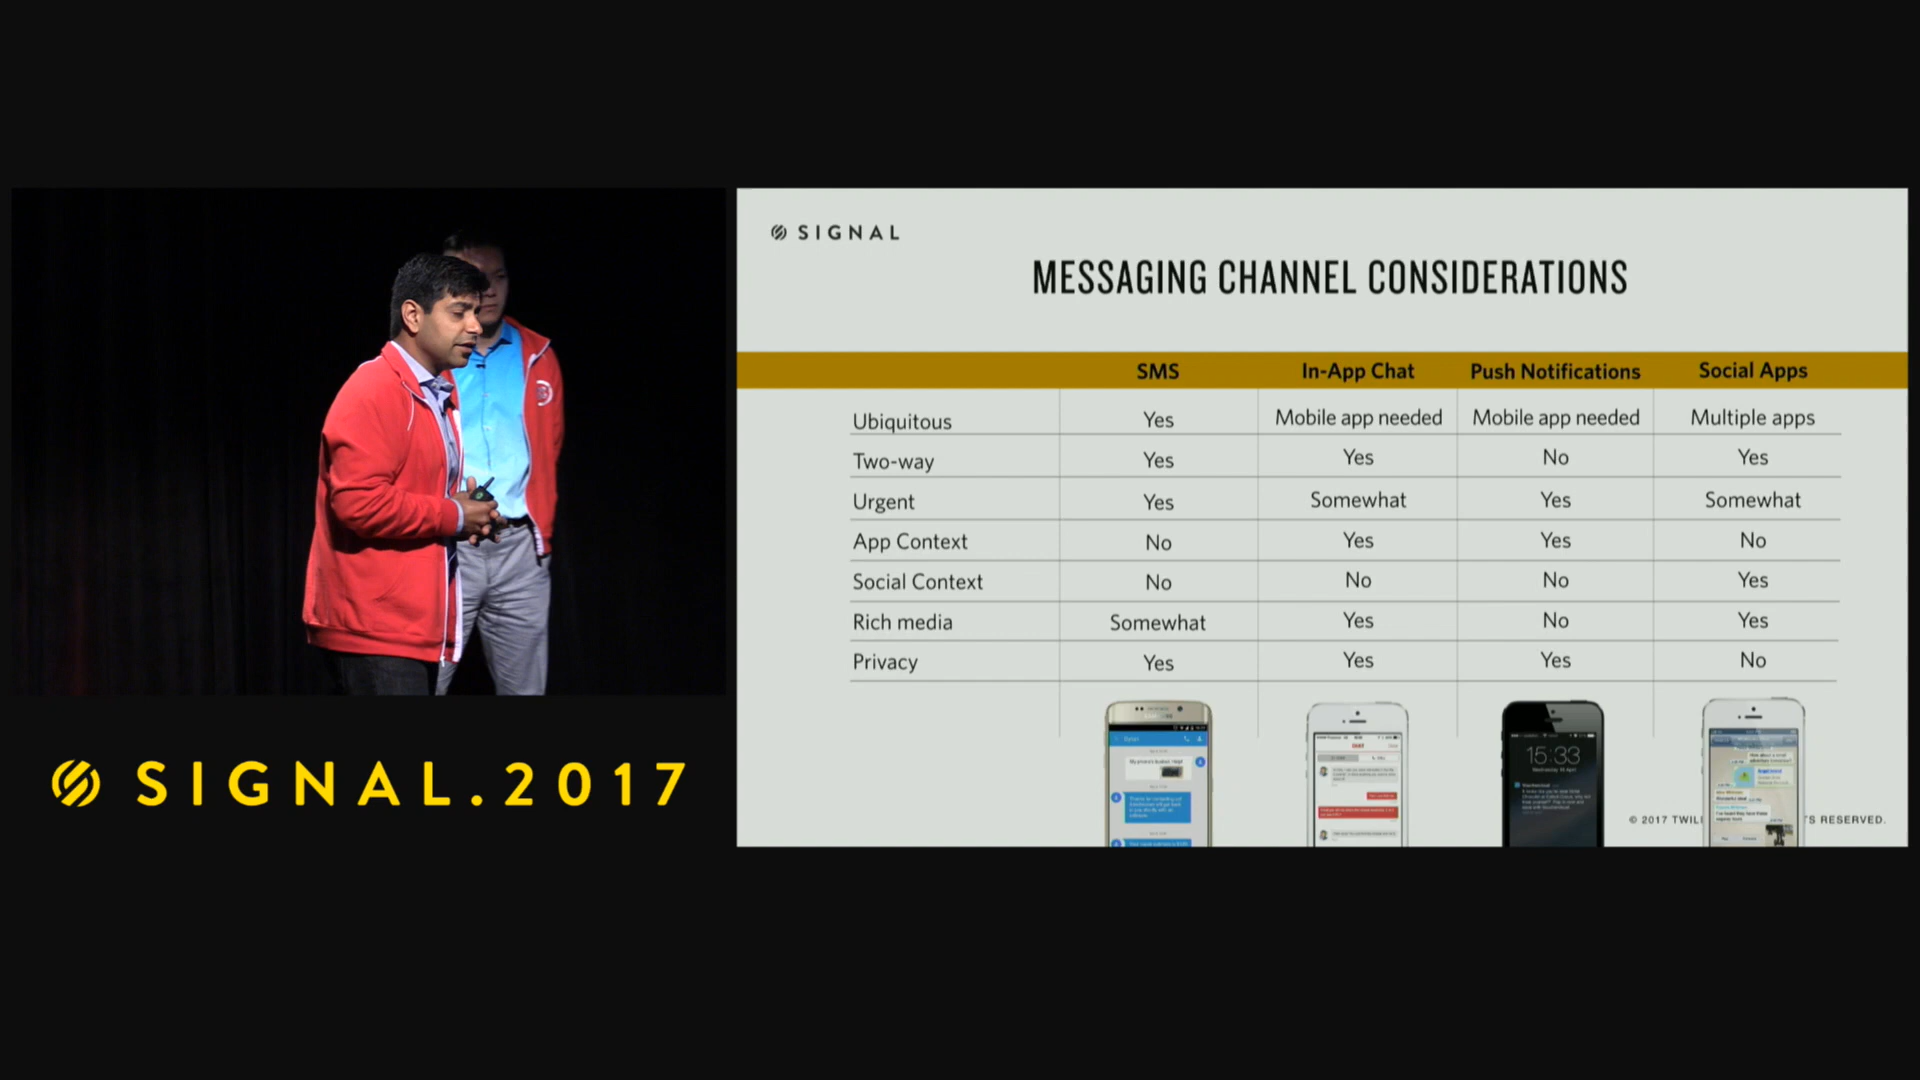 SIGNAL
MESSAGING CHANNEL CONSIDERATIONS
SMS In-App Chat Push Notifications Social Apps
Ubiquitous Yes Mobile app needed Mobile app needed Multiple apps
Two-way Yes Yes No Yes
Urgent Yes Somewhat Yes Somewhat
App Context No Yes Yes No
Social Context No No No Yes
Rich media Somewhat Yes No Yes
Privacy Yes Yes Yes No
15:33
© 2017 RESERVED.
SIGNAL.2017